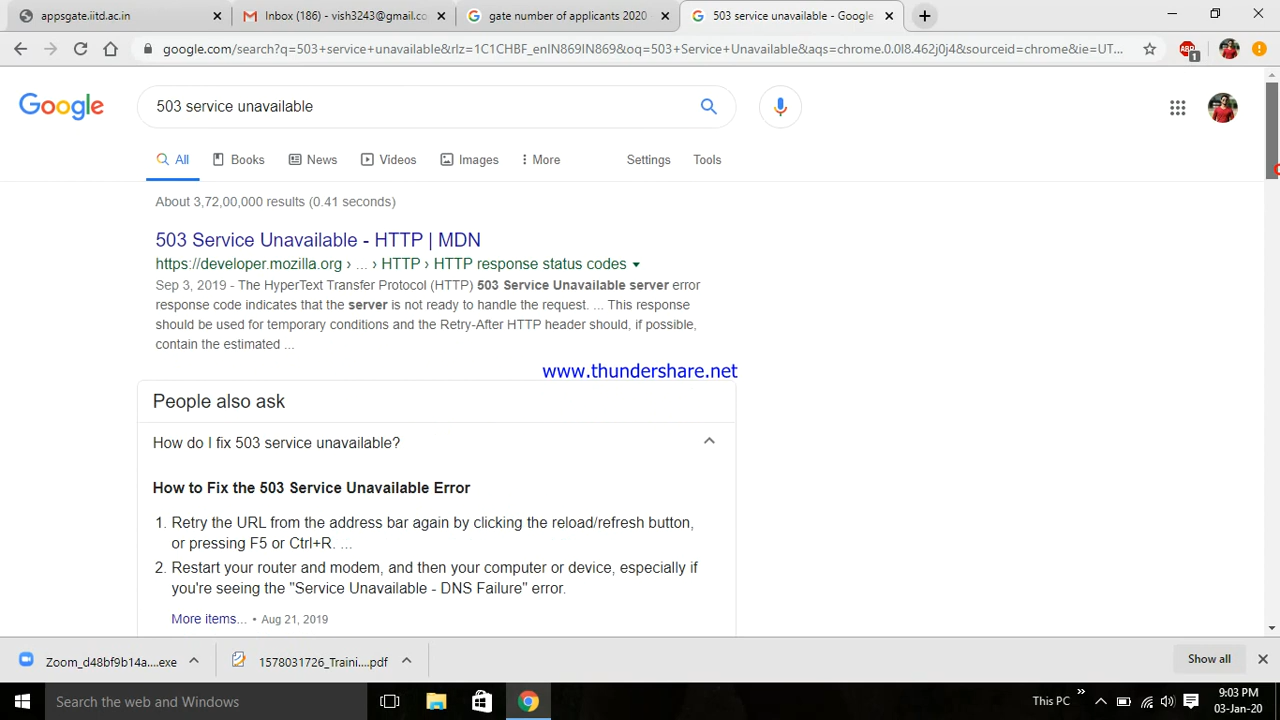 appsgate.iitd.ac.in
Inbox (186) - vish3243@gmail.co
gate number of applicants 2020
503 service unavailable - Google
google.com/search?q=503+service+unavailable&rlz=1C1CHBF_enIN869IN869&oq=503+Service+Unavailable&aqs=chrome.0.0l8.462j0j4&sourceid=chrome&ie=UT...
ABP
1
Google
503 service unavailable
All
Books
News
Videos
Images
More
Settings
Tools
About 3,72,00,000 results (0.41 seconds)
503 Service Unavailable - HTTP | MDN
https://developer.mozilla.org › ... › HTTP › HTTP response status codes
Sep 3, 2019 - The HyperText Transfer Protocol (HTTP) 503 Service Unavailable server error
response code indicates that the server is not ready to handle the request. ... This response
should be used for temporary conditions and the Retry-After HTTP header should, if possible,
contain the estimated ...
www.thundershare.net
People also ask
How do I fix 503 service unavailable?
How to Fix the 503 Service Unavailable Error
1. Retry the URL from the address bar again by clicking the reload/refresh button,
or pressing F5 or Ctrl+R. ...
2. Restart your router and modem, and then your computer or device, especially if
you're seeing the "Service Unavailable - DNS Failure" error.
More items... • Aug 21, 2019
Zoom_d48bf9b14a....exe
1578031726_Traini....pdf
Show all
Search the web and Windows
This PC
9:03 PM
03-Jan-20